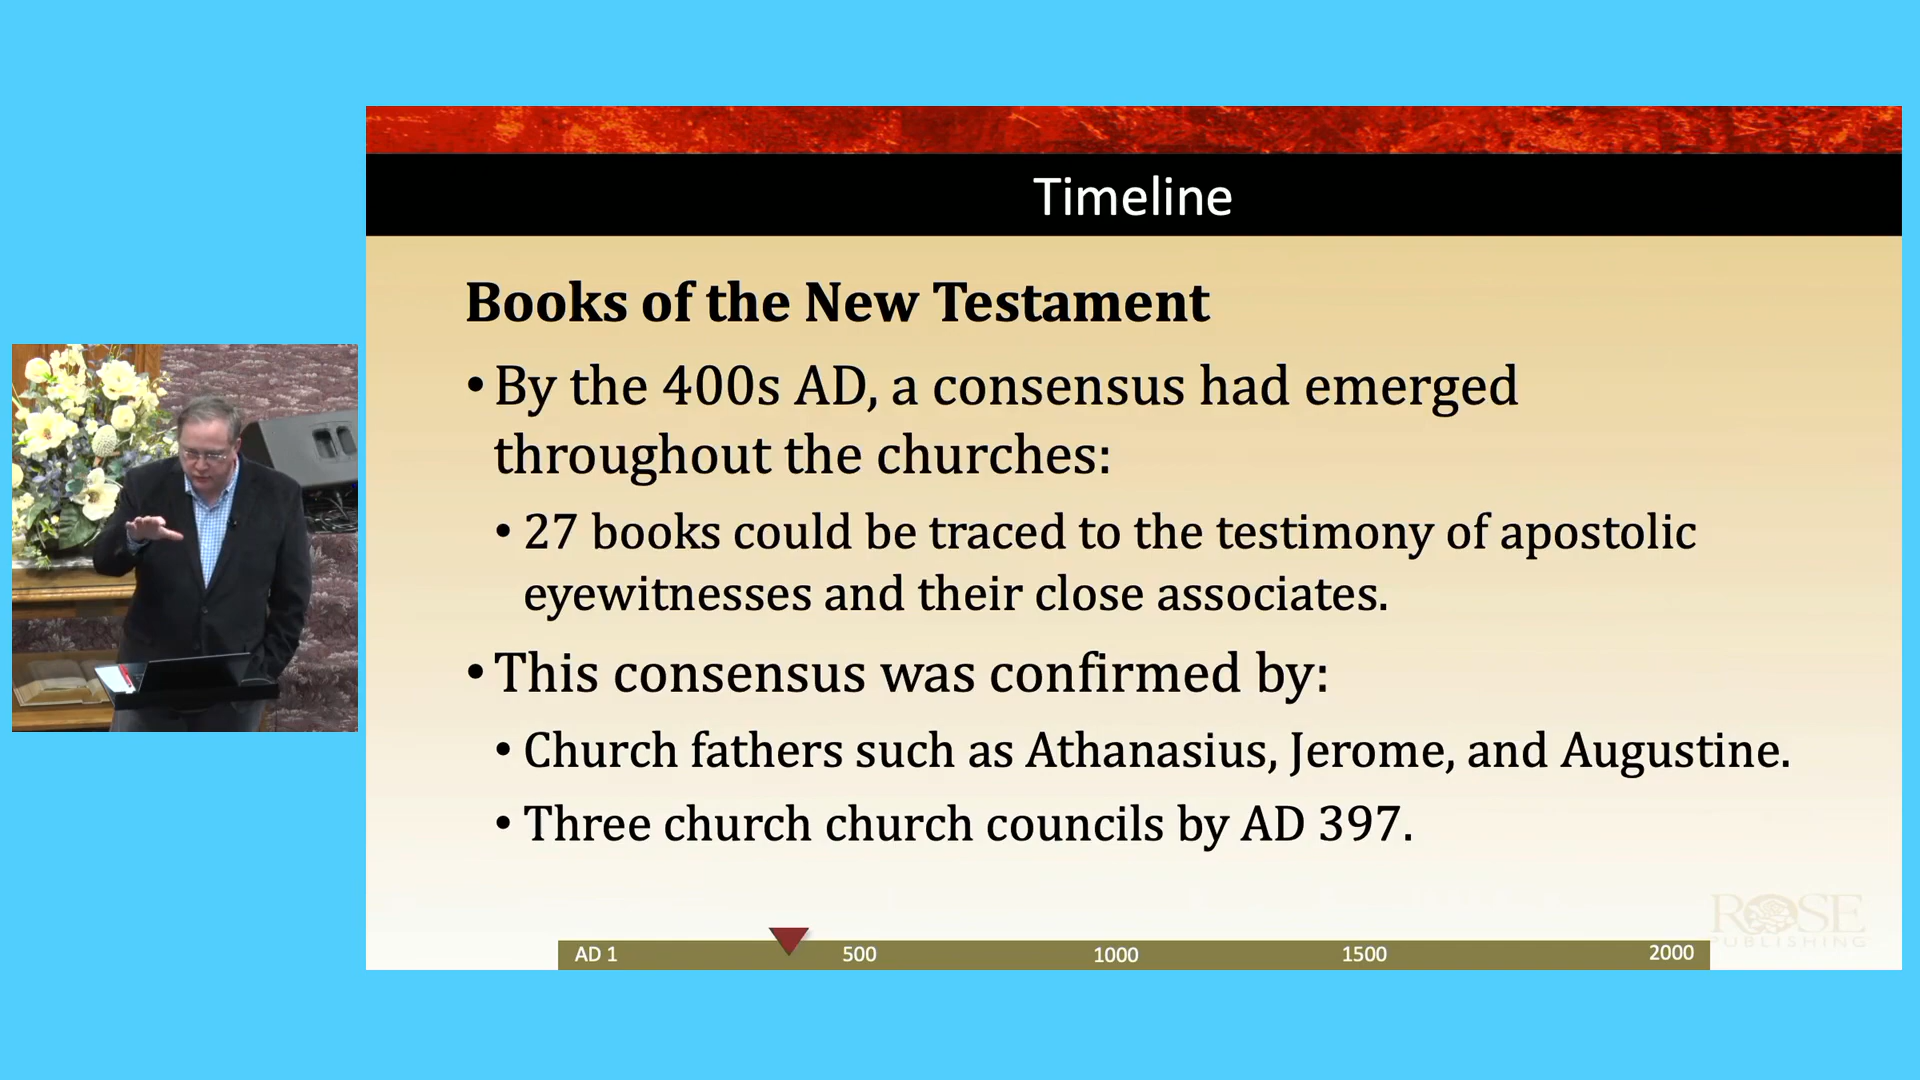 Timeline
Books of the New Testament
• By the 400s AD, a consensus had emerged
throughout the churches:
• 27 books could be traced to the testimony of apostolic
eyewitnesses and their close associates.
• This consensus was confirmed by:
• Church fathers such as Athanasius, Jerome, and Augustine.
• Three church church councils by AD 397.
ROSE
PUBLISHING
AD 1 500 1000 1500 2000